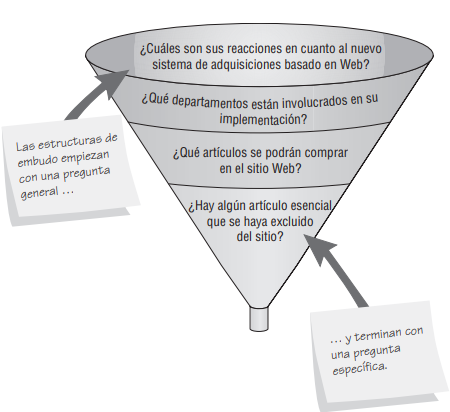 ¿Cuáles son sus reacciones en cuanto al nuevo
sistema de adquisiciones basado en Web?
¿Qué departamentos están involucrados en su
implementación?
¿Qué artículos se podrán comprar
en el sitio Web?
¿Hay algún artículo esencial
que se haya excluido
del sitio?
Las estructuras de
embudo empiezan
con una pregunta
general ...
... y terminan con
una pregunta
específica.